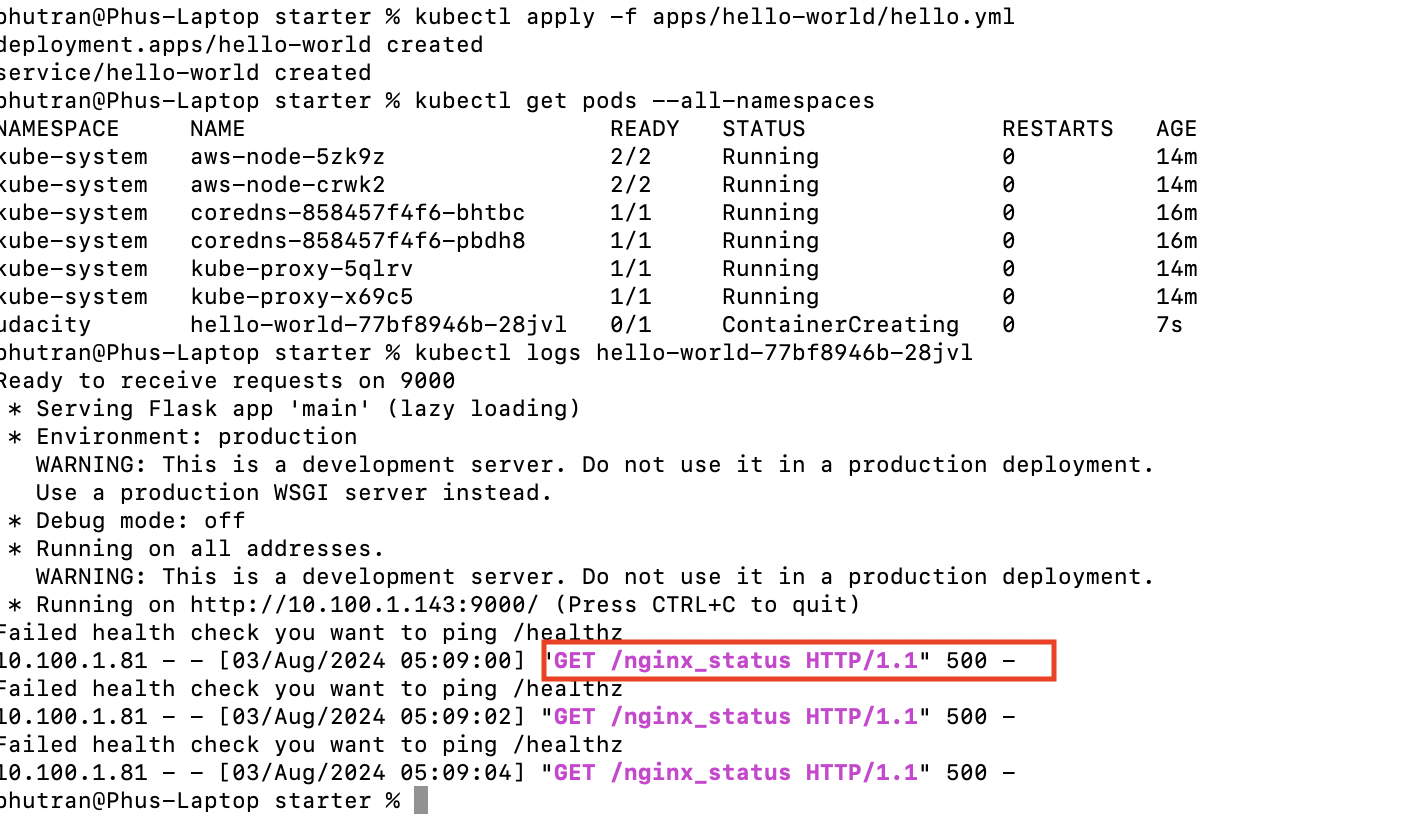 phutran@Phus-Laptop starter % kubectl apply -f apps/hello-world/hello.yml
deployment.apps/hello-world created
service/hello-world created
phutran@Phus-Laptop starter % kubectl get pods --all-namespaces
NAMESPACE NAME READY STATUS RESTARTS AGE
kube-system aws-node-5zk9z 2/2 Running 0 14m
kube-system aws-node-crwk2 2/2 Running 0 14m
kube-system coredns-858457f4f6-bhtbc 1/1 Running 0 16m
kube-system coredns-858457f4f6-pbdh8 1/1 Running 0 16m
kube-system kube-proxy-5qlrv 1/1 Running 0 14m
kube-system kube-proxy-x69c5 1/1 Running 0 14m
udacity hello-world-77bf8946b-28jvl 0/1 ContainerCreating 0 7s
phutran@Phus-Laptop starter % kubectl logs hello-world-77bf8946b-28jvl
Ready to receive requests on 9000
* Serving Flask app 'main' (lazy loading)
* Environment: production
WARNING: This is a development server. Do not use it in a production deployment.
Use a production WSGI server instead.
* Debug mode: off
* Running on all addresses.
WARNING: This is a development server. Do not use it in a production deployment.
* Running on http://10.100.1.143:9000/ (Press CTRL+C to quit)
Failed health check you want to ping /healthz
10.100.1.81 - - [03/Aug/2024 05:09:00] "GET /nginx_status HTTP/1.1" 500 -
Failed health check you want to ping /healthz
10.100.1.81 - - [03/Aug/2024 05:09:02] "GET /nginx_status HTTP/1.1" 500 -
Failed health check you want to ping /healthz
10.100.1.81 - - [03/Aug/2024 05:09:04] "GET /nginx_status HTTP/1.1" 500 -
phutran@Phus-Laptop starter %